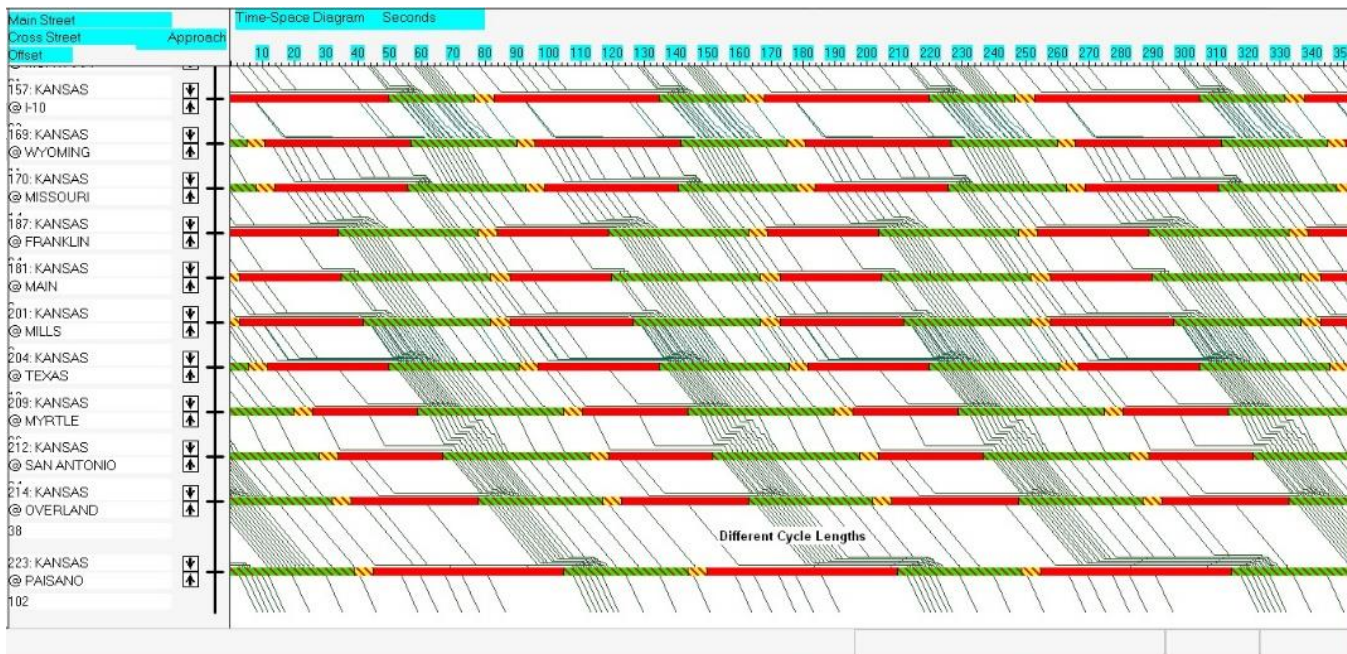 Main Street
Time-Space Diagram Seconds
Cross Street Approach
Offset
10 20 30 40 50 60 70 80 90 100 110 120 130 140 150 160 170 180 190 200 210 220 230 240 250 260 270 280 290 300 310 320 330 340
157: KANSAS
@ I-10
169: KANSAS
@ WYOMING
170: KANSAS
@ MISSOURI
187: KANSAS
@ FRANKLIN
181: KANSAS
@ MAIN
201: KANSAS
@ MILLS
204: KANSAS
@ TEXAS
209: KANSAS
@ MYRTLE
212: KANSAS
@ SAN ANTONIO
214: KANSAS
@ OVERLAND
38
Different Cycle Lengths
223: KANSAS
@ PAISANO
102